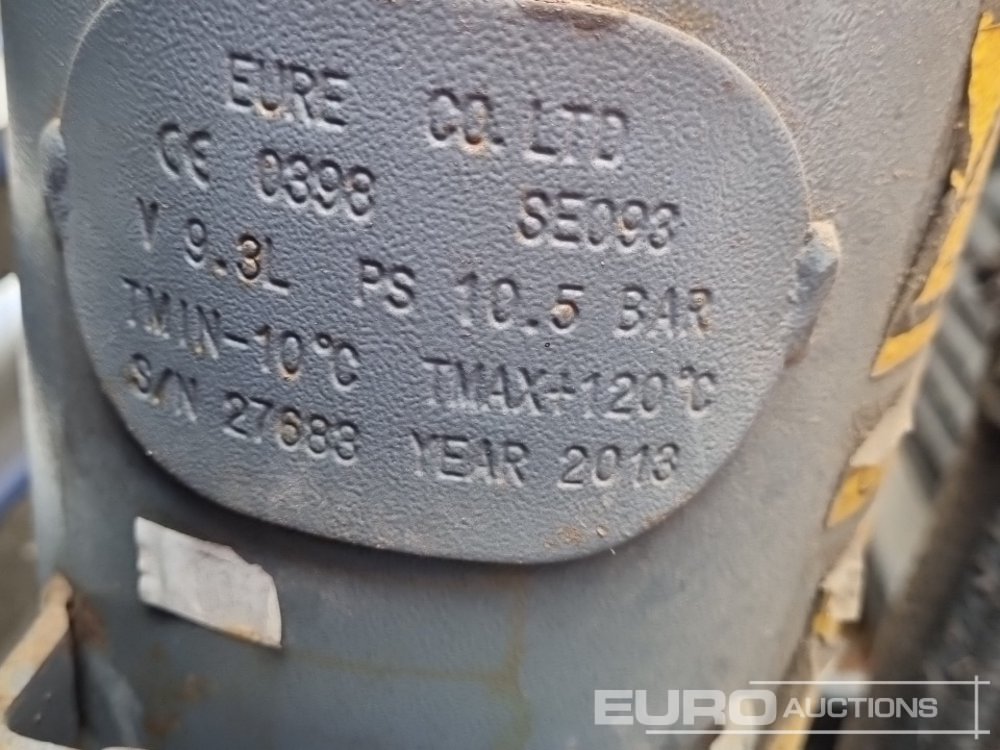 EURE CO. LTD
CE 0398 SE093
V 9.3L PS 10.5 BAR
TMIN-10°C TMAX+120°C
S/N 27683 YEAR 2013
EURO AUCTIONS